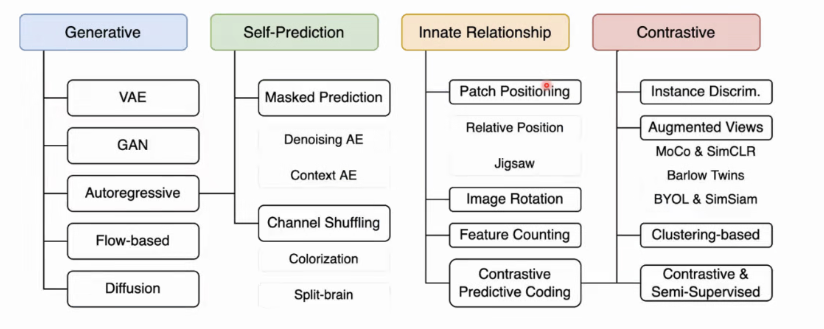 Generative
VAE
GAN
Autoregressive
Flow-based
Diffusion
Self-Prediction
Masked Prediction
Denoising AE
Context AE
Channel Shuffling
Colorization
Split-brain
Innate Relationship
Patch Positioning
Relative Position
Jigsaw
Image Rotation
Feature Counting
Contrastive
Predictive Coding
Contrastive
Instance Discrim.
Augmented Views
MoCo & SimCLR
Barlow Twins
BYOL & SimSiam
Clustering-based
Contrastive &
Semi-Supervised